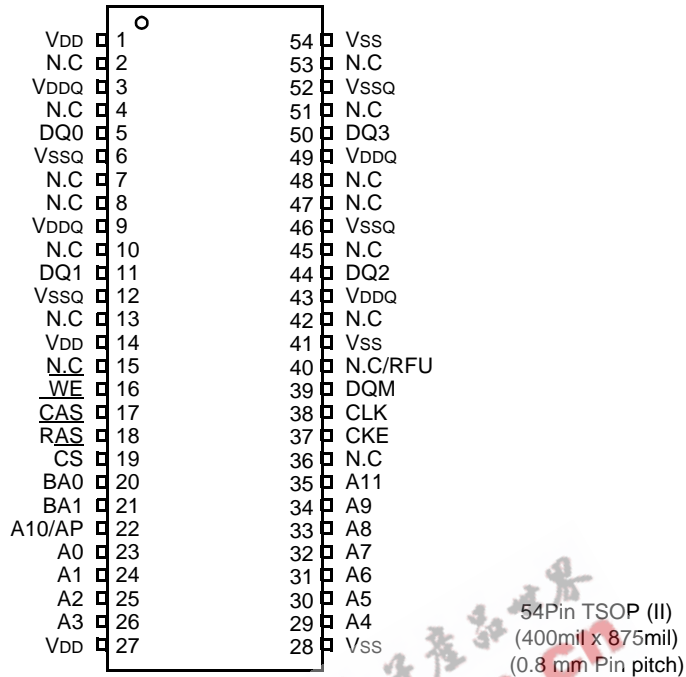 VDD 1 54 VSS
N.C 2 53 N.C
VDDQ 3 52 VSSQ
N.C 4 51 N.C
DQ0 5 50 DQ3
VSSQ 6 49 VDDQ
N.C 7 48 N.C
N.C 8 47 N.C
VDDQ 9 46 VSSQ
N.C 10 45 N.C
DQ1 11 44 DQ2
VSSQ 12 43 VDDQ
N.C 13 42 N.C
VDD 14 41 VSS
N.C 15 40 N.C/RFU
WE 16 39 DQM
CAS 17 38 CLK
RAS 18 37 CKE
CS 19 36 N.C
BA0 20 35 A11
BA1 21 34 A9
A10/AP 22 33 A8
A0 23 32 A7
A1 24 31 A6
A2 25 30 A5
A3 26 29 A4
VDD 27 28 VSS
54Pin TSOP (II)
(400mil x 875mil)
(0.8 mm Pin pitch)